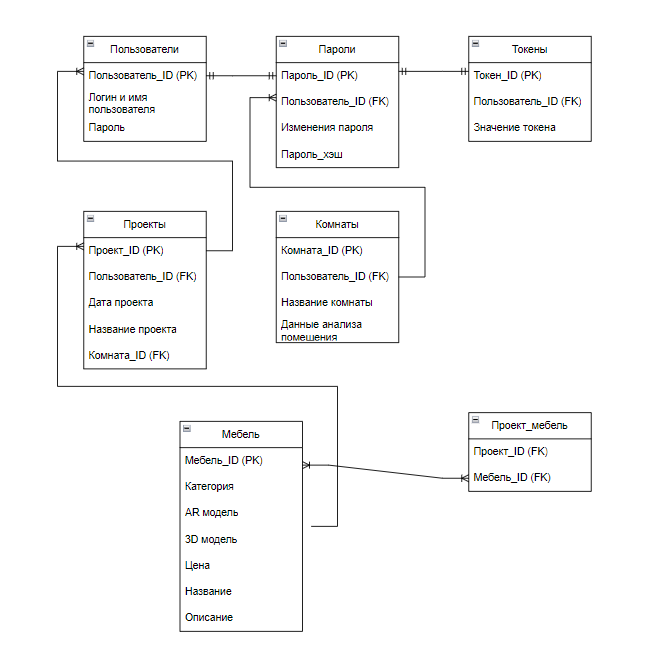 Пользователи
Пользователь_ID (PK)
Логин и имя
пользователя
Пароль
Пароли
Пароль_ID (PK)
Пользователь_ID (FK)
Изменения пароля
Пароль_хэш
Токены
Токен_ID (PK)
Пользователь_ID (FK)
Значение токена
Проекты
Проект_ID (PK)
Пользователь_ID (FK)
Дата проекта
Название проекта
Комната_ID (FK)
Комнаты
Комната_ID (PK)
Пользователь_ID (FK)
Название комнаты
Данные анализа
помещения
Мебель
Мебель_ID (PK)
Категория
AR модель
3D модель
Цена
Название
Описание
Проект_мебель
Проект_ID (FK)
Мебель_ID (FK)